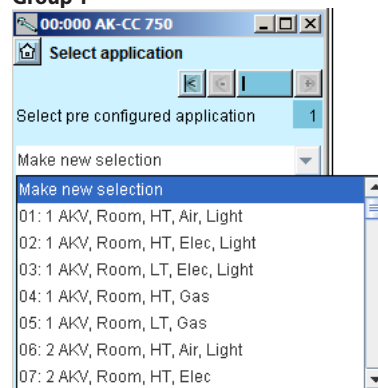 Group 1
00:000 AK-CC 750
Select application
Select pre configured application 1
Make new selection
Make new selection
01: 1 AKV, Room, HT, Air, Light
02: 1 AKV, Room, HT, Elec, Light
03: 1 AKV, Room, LT, Elec, Light
04: 1 AKV, Room, HT, Gas
05: 1 AKV, Room, LT, Gas
06: 2 AKV, Room, HT, Air, Light
07: 2 AKV, Room, HT, Elec